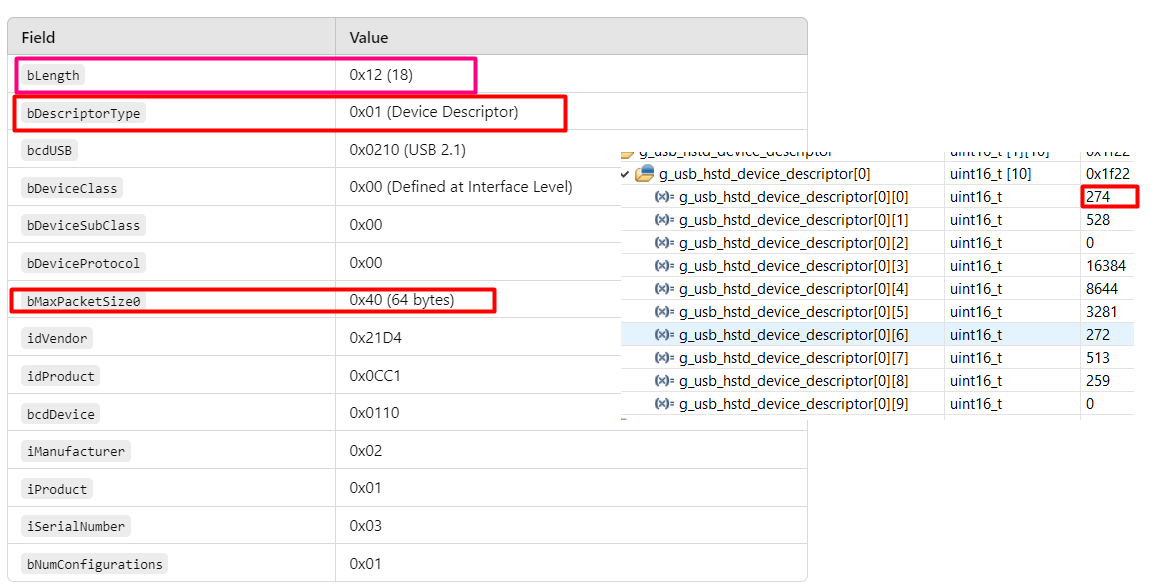 Field Value
bLength 0x12 (18)
bDescriptorType 0x01 (Device Descriptor)
bcdUSB 0x0210 (USB 2.1)
bDeviceClass 0x00 (Defined at Interface Level)
bDeviceSubClass 0x00
bDeviceProtocol 0x00
bMaxPacketSize0 0x40 (64 bytes)
idVendor 0x21D4
idProduct 0x0CC1
bcdDevice 0x0110
iManufacturer 0x02
iProduct 0x01
iSerialNumber 0x03
bNumConfigurations 0x01
g_usb_hstd_device_descriptor uint16_t [1][10] 0x1f22
g_usb_hstd_device_descriptor[0] uint16_t [10] 0x1f22
(x)= g_usb_hstd_device_descriptor[0][0] uint16_t 274
(x)= g_usb_hstd_device_descriptor[0][1] uint16_t 528
(x)= g_usb_hstd_device_descriptor[0][2] uint16_t 0
(x)= g_usb_hstd_device_descriptor[0][3] uint16_t 16384
(x)= g_usb_hstd_device_descriptor[0][4] uint16_t 8644
(x)= g_usb_hstd_device_descriptor[0][5] uint16_t 3281
(x)= g_usb_hstd_device_descriptor[0][6] uint16_t 272
(x)= g_usb_hstd_device_descriptor[0][7] uint16_t 513
(x)= g_usb_hstd_device_descriptor[0][8] uint16_t 259
(x)= g_usb_hstd_device_descriptor[0][9] uint16_t 0